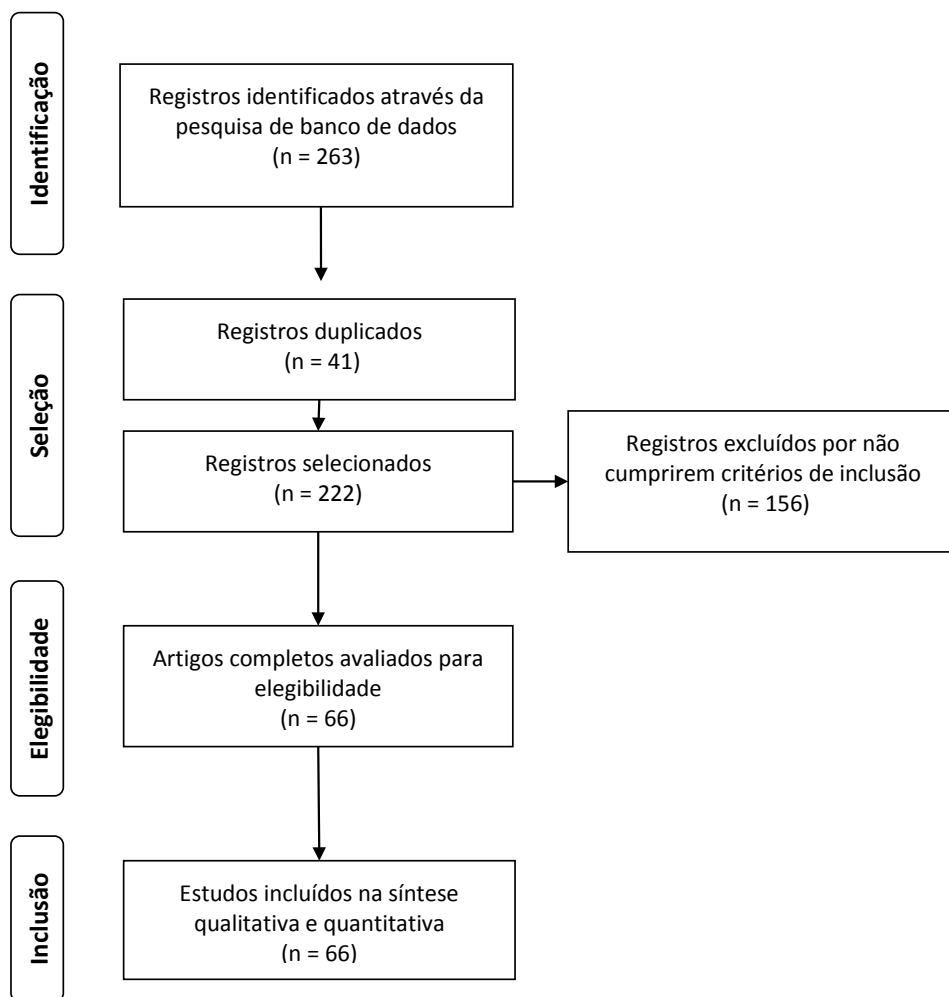 Identificação
Registros identificados através da
pesquisa de banco de dados
(n = 263)
Seleção
Registros duplicados
(n = 41)
Registros selecionados
(n = 222)
Registros excluídos por não
cumprirem critérios de inclusão
(n = 156)
Elegibilidade
Artigos completos avaliados para
elegibilidade
(n = 66)
Inclusão
Estudos incluídos na síntese
qualitativa e quantitativa
(n = 66)